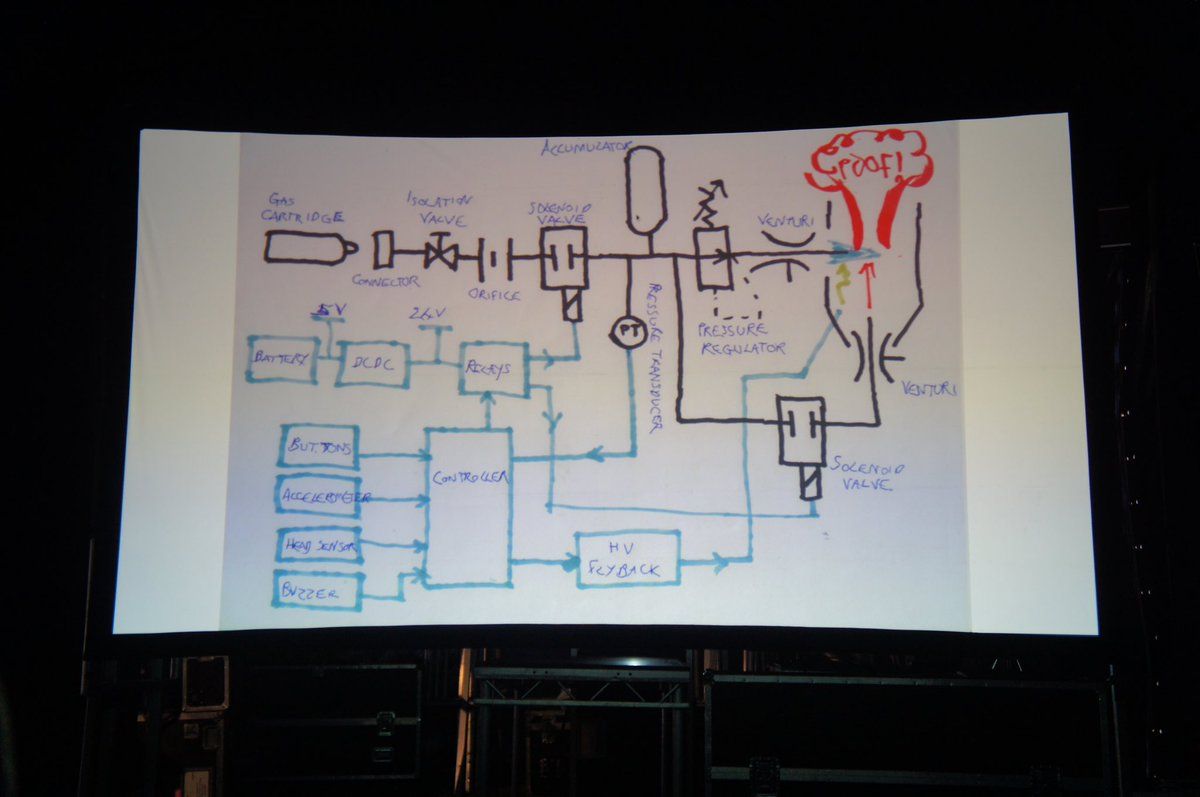 POOF!
ACCUMULATOR
GAS
CARTRIDGE
ISOLATION
VALVE
SOLENOID
VALVE
VENTURI
CONNECTOR
ORIFICE
PRESSURE TRANSDUCER
PT
PRESSURE
REGULATOR
5V
24V
BATTERY
DCDC
RELAYS
VENTURI
BUTTONS
CONTROLLER
SOLENOID
VALVE
ACCELEROMETER
HEAD SENSOR
HV
FLYBACK
BUZZER